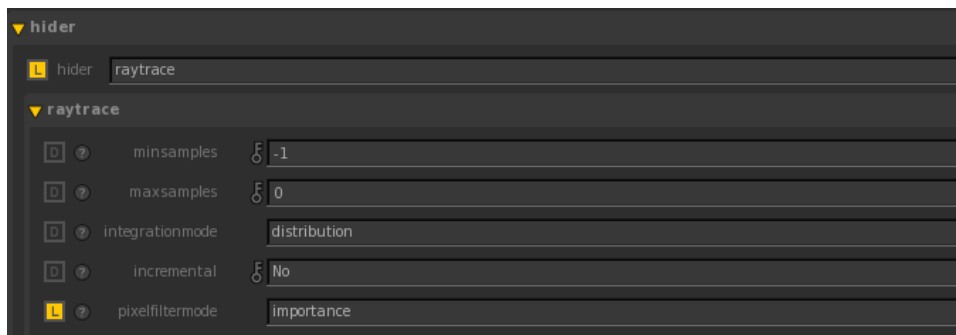 hider
L hider raytrace
raytrace
D ? minsamples -1
D ? maxsamples 0
D ? integrationmode distribution
D ? incremental No
L ? pixelfiltermode importance